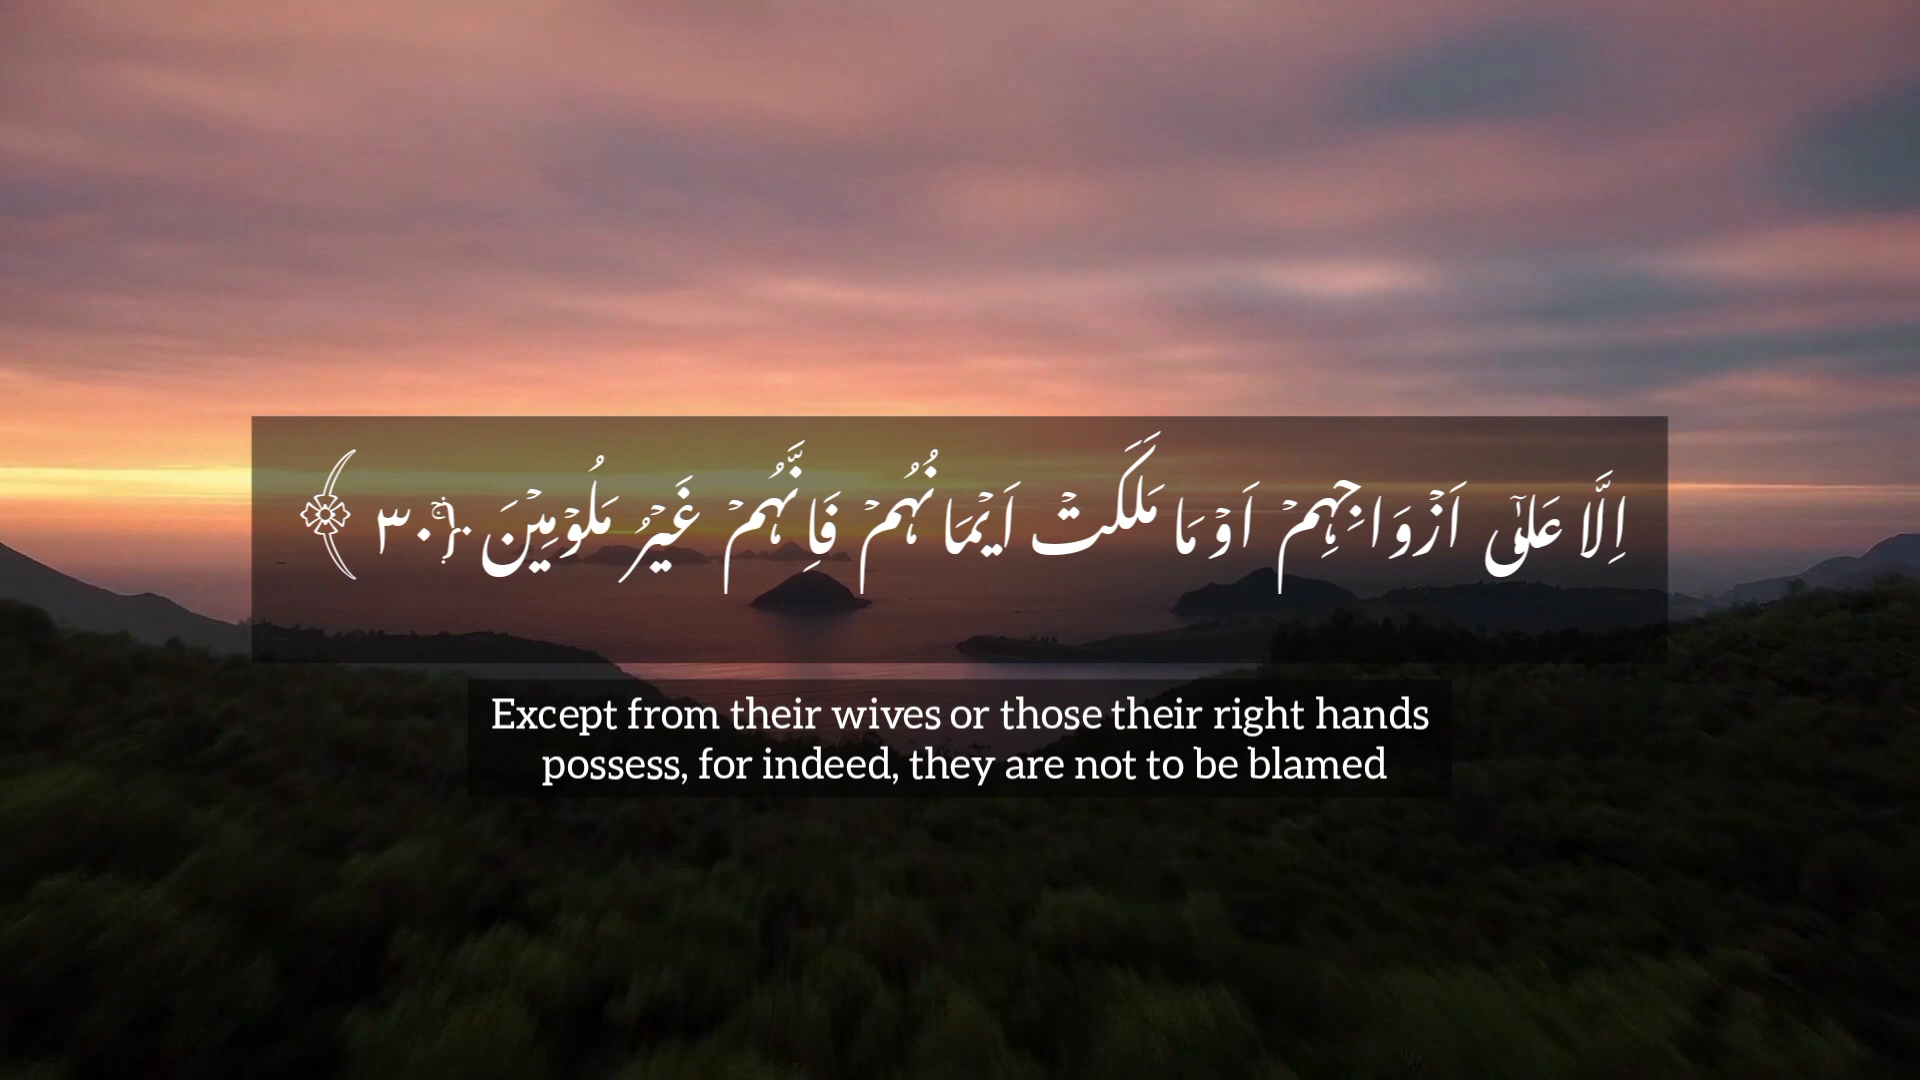 اِلَّا عَلٰٓى اَزۡوَاجِهِمۡ اَوۡ مَا مَلَكَتۡ اَيۡمَانُهُمۡ فَاِنَّهُمۡ غَيۡرُ مَلُوۡمِيۡنَ‌ۚ‏ ٣٠
Except from their wives or those their right hands
possess, for indeed, they are not to be blamed